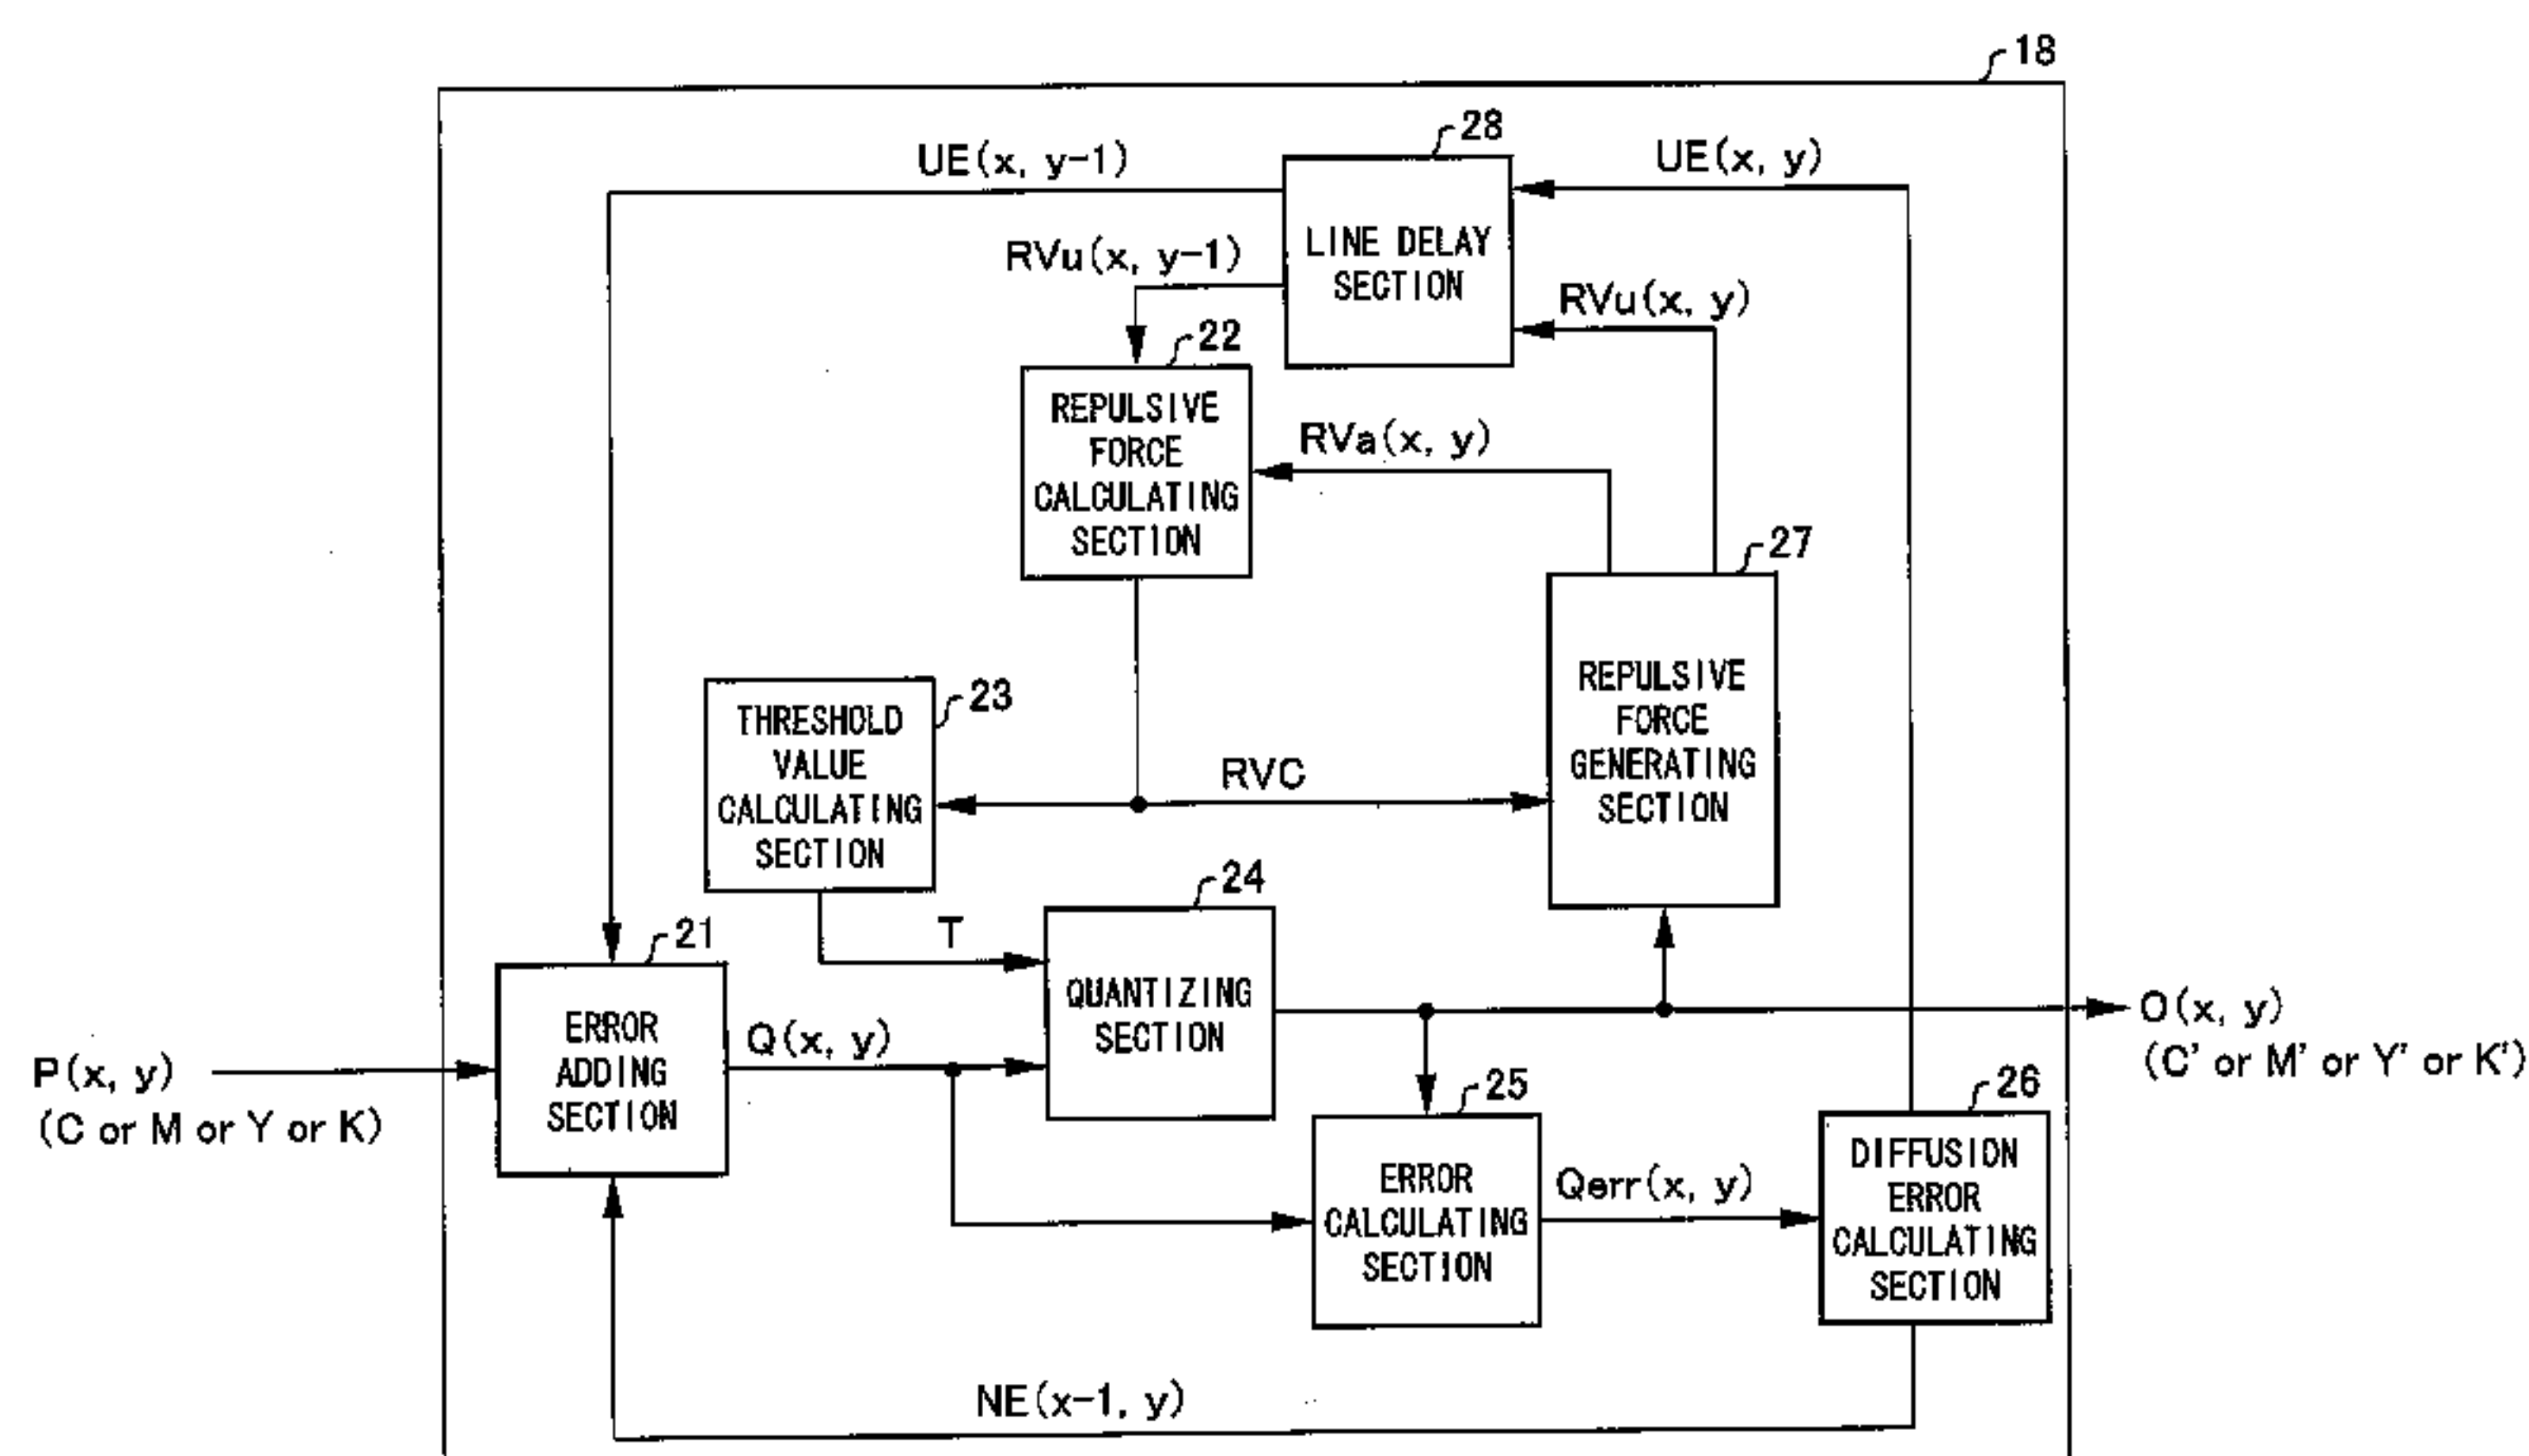 18
28
UE(x, y-1)
UE(x, y)
LINE DELAY
SECTION
RVu(x, y-1)
RVu(x, y)
22
REPULSIVE
FORCE
CALCULATING
SECTION
RVa(x, y)
27
REPULSIVE
FORCE
GENERATING
SECTION
23
THRESHOLD
VALUE
CALCULATING
SECTION
RVC
24
T
QUANTIZING
SECTION
21
ERROR
ADDING
SECTION
Q(x, y)
P(x, y)
(C or M or Y or K)
O(x, y)
(C' or M' or Y' or K')
25
ERROR
CALCULATING
SECTION
Qerr(x, y)
26
DIFFUSION
ERROR
CALCULATING
SECTION
NE(x-1, y)